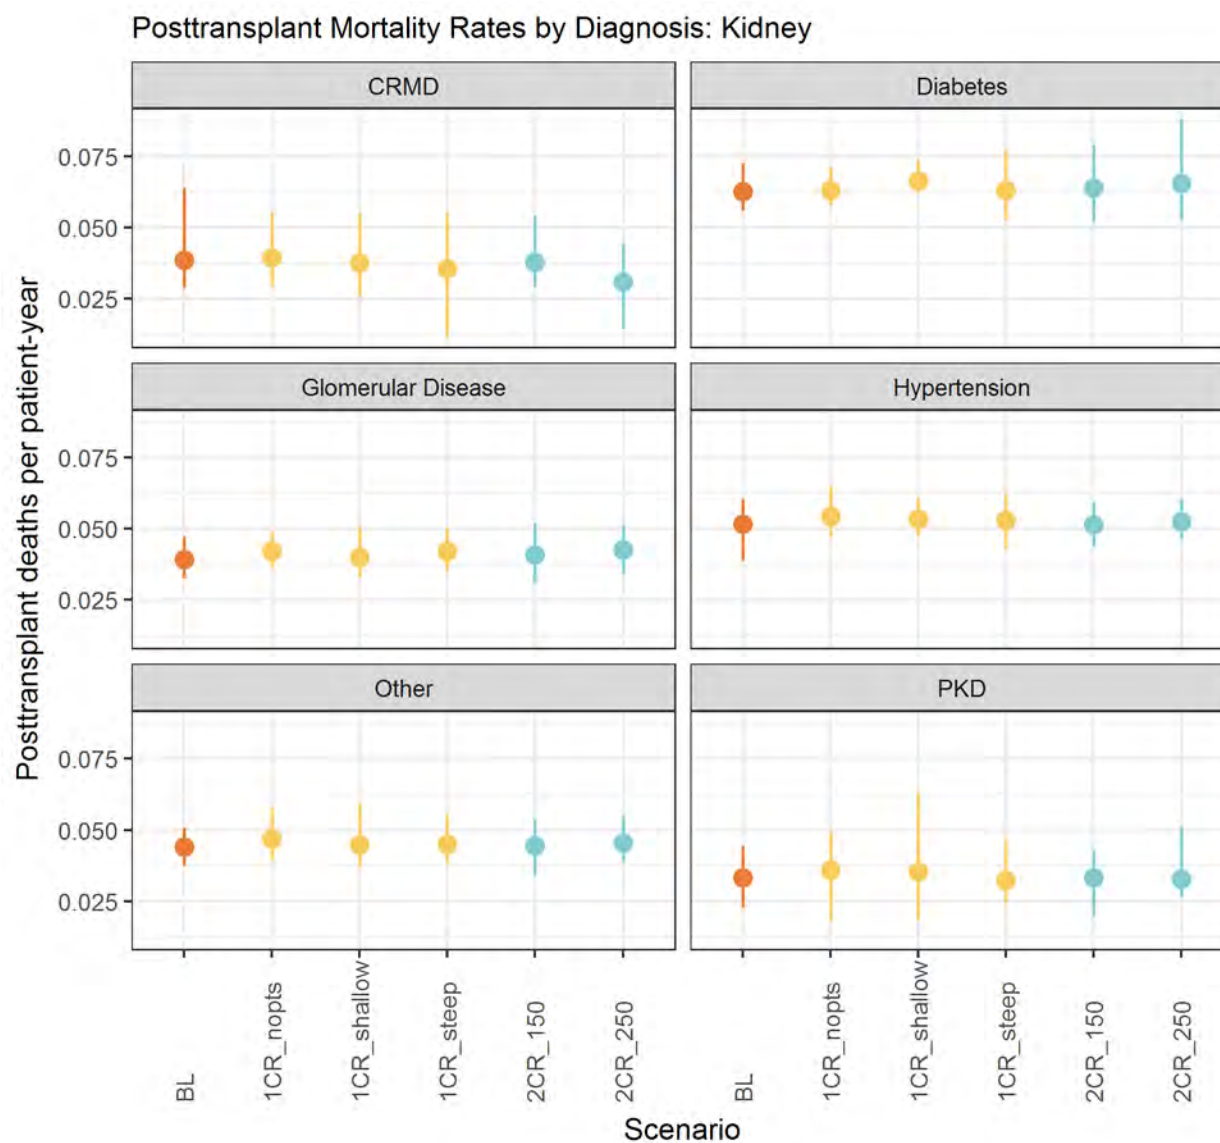 Posttransplant Mortality Rates by Diagnosis: Kidney
CRMD
Diabetes
0.075
0.050
0.025
Glomerular Disease
Hypertension
0.075
0.050
0.025
Other
PKD
0.075
0.050
0.025
Posttransplant deaths per patient-year
BL
1CR_nopts
1CR_shallow
1CR_steep
2CR_150
2CR_250
BL
1CR_nopts
1CR_shallow
1CR_steep
2CR_150
2CR_250
Scenario